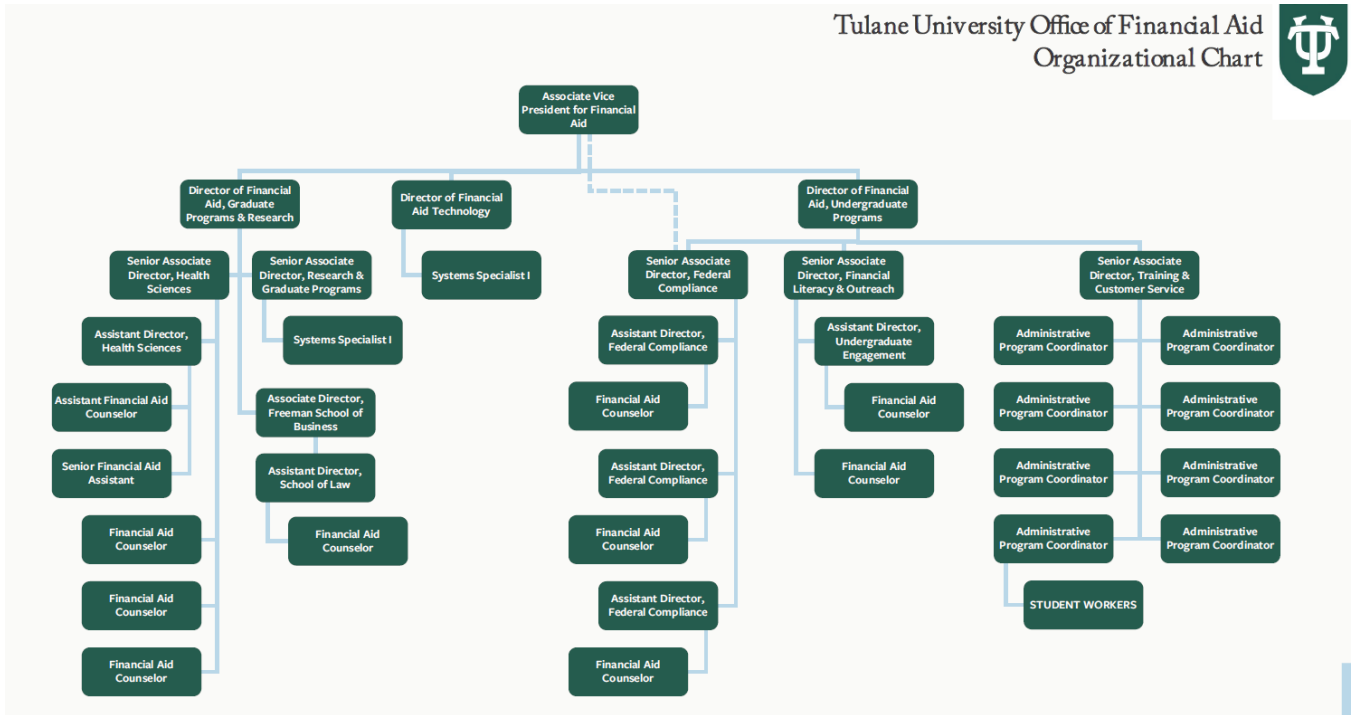 Tulane University Office of Financial Aid
Organizational Chart
Associate Vice
President for Financial
Aid
Director of Financial
Aid, Graduate
Programs & Research
Director of Financial
Aid Technology
Director of Financial
Aid, Undergraduate
Programs
Senior Associate
Director, Health
Sciences
Senior Associate
Director, Research &
Graduate Programs
Systems Specialist I
Senior Associate
Director, Federal
Compliance
Senior Associate
Director, Financial
Literacy & Outreach
Senior Associate
Director, Training &
Customer Service
Assistant Director,
Health Sciences
Systems Specialist I
Assistant Director,
Federal Compliance
Assistant Director,
Undergraduate
Engagement
Administrative
Program Coordinator
Administrative
Program Coordinator
Assistant Financial Aid
Counselor
Associate Director,
Freeman School of
Business
Financial Aid
Counselor
Financial Aid
Counselor
Administrative
Program Coordinator
Administrative
Program Coordinator
Senior Financial Aid
Assistant
Assistant Director,
School of Law
Assistant Director,
Federal Compliance
Financial Aid
Counselor
Administrative
Program Coordinator
Administrative
Program Coordinator
Financial Aid
Counselor
Financial Aid
Counselor
Financial Aid
Counselor
Administrative
Program Coordinator
Administrative
Program Coordinator
Financial Aid
Counselor
Assistant Director,
Federal Compliance
STUDENT WORKERS
Financial Aid
Counselor
Financial Aid
Counselor